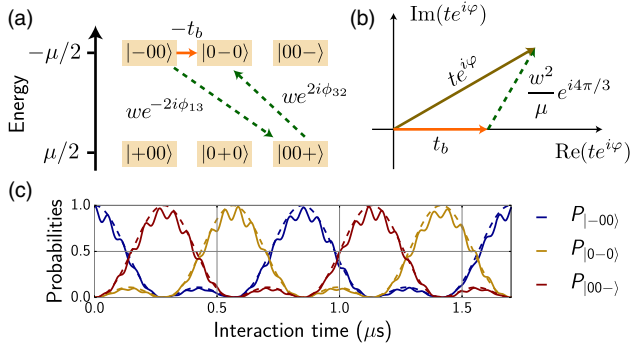 (a)
−t_b
−μ/2
|−00⟩ |0−0⟩ |00−⟩
Energy
we^{−2iϕ_{13}}
we^{2iϕ_{32}}
μ/2
|+00⟩ |0+0⟩ |00+⟩
(b)
Im(te^{iφ})
te^{iφ}
w²/μ e^{i4π/3}
t_b
Re(te^{iφ})
(c)
Probabilities
1.0
0.5
0.0
0.0 0.5 1.0 1.5
Interaction time (μs)
P_{|−00⟩}
P_{|0−0⟩}
P_{|00−⟩}